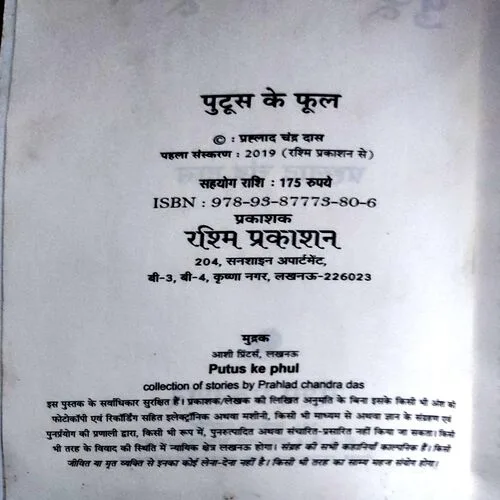 पुटूस के फूल
© : प्रह्लाद चंद्र दास
पहला संस्करण : 2019 (रश्मि प्रकाशन से)
सहयोग राशि : 175 रुपये
ISBN : 978-93-87773-80-6
प्रकाशक
रश्मि प्रकाशन
204, सनशाइन अपार्टमेंट,
बी-3, बी-4, कृष्णा नगर, लखनऊ-226023
मुद्रक
आशी प्रिंटर्स, लखनऊ
Putus ke phul
collection of stories by Prahlad chandra das
इस पुस्तक के सर्वाधिकार सुरक्षित हैं। प्रकाशक/लेखक की लिखित अनुमति के बिना इसके किसी भी अंश को
फोटोकॉपी एवं रिकॉर्डिंग सहित इलेक्ट्रॉनिक अथवा मशीनी, किसी भी माध्यम से अथवा ज्ञान के संग्रहण एवं
पुनर्प्रयोग की प्रणाली द्वारा, किसी भी रूप में, पुनरुत्पादित अथवा संचारित-प्रसारित नहीं किया जा सकता। किसी
भी तरह के विवाद की स्थिति में न्यायिक क्षेत्र लखनऊ होगा। संग्रह की सभी कहानियाँ काल्पनिक हैं। किसी
जीवित या मृत व्यक्ति से इनका कोई लेना-देना नहीं है। किसी भी तरह का साम्य महज संयोग होगा।